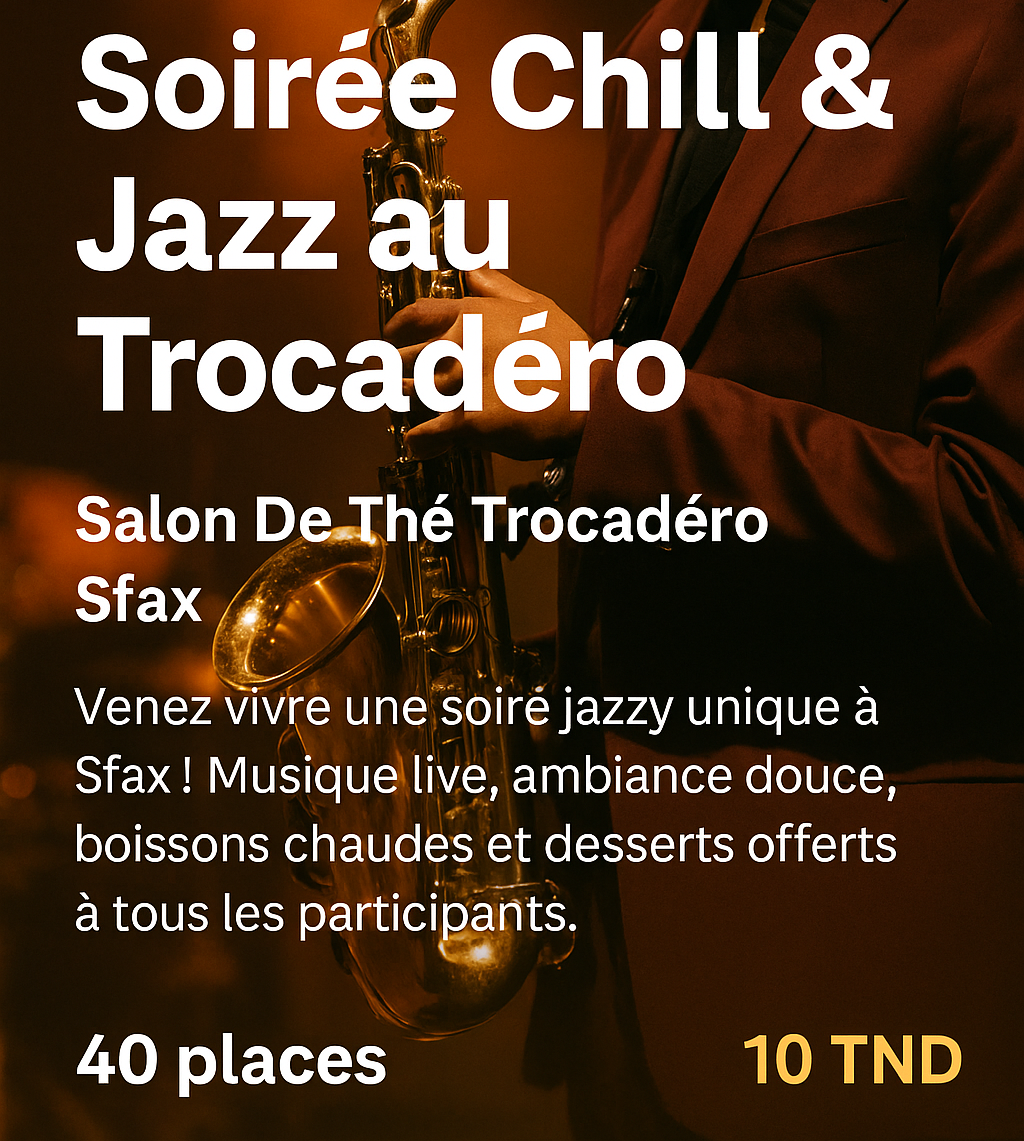 Soirée Chill &
Jazz au
Trocadéro
Salon De Thé Trocadéro
Sfax
Venez vivre une soiré jazzy unique à
Sfax ! Musique live, ambiance douce,
boissons chaudes et desserts offerts
à tous les participants.
40 places
10 TND